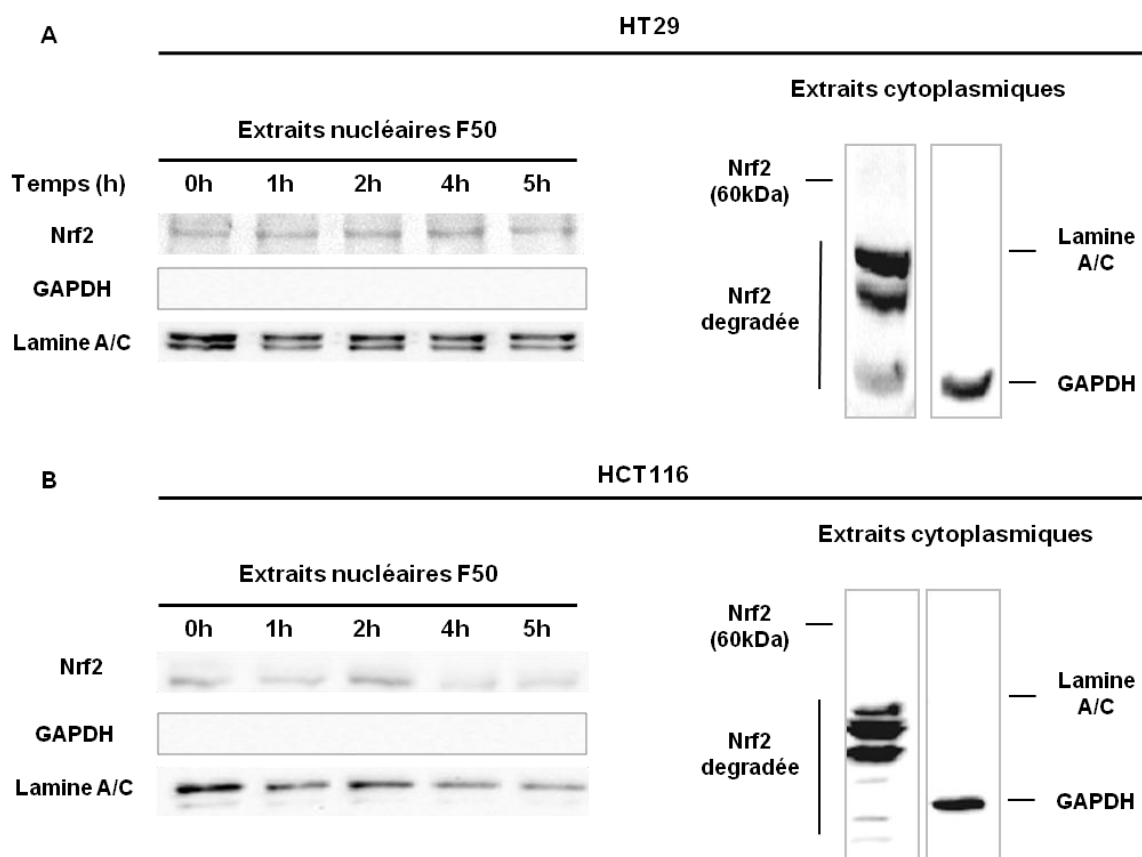 A
HT29
Extraits cytoplasmiques
Extraits nucléaires F50
Temps (h) 0h 1h 2h 4h 5h
Nrf2
GAPDH
Lamine A/C
Nrf2
(60kDa)
Nrf2
degradée
Lamine
A/C
GAPDH
B
HCT116
Extraits cytoplasmiques
Extraits nucléaires F50
0h 1h 2h 4h 5h
Nrf2
GAPDH
Lamine A/C
Nrf2
(60kDa)
Nrf2
degradée
Lamine
A/C
GAPDH